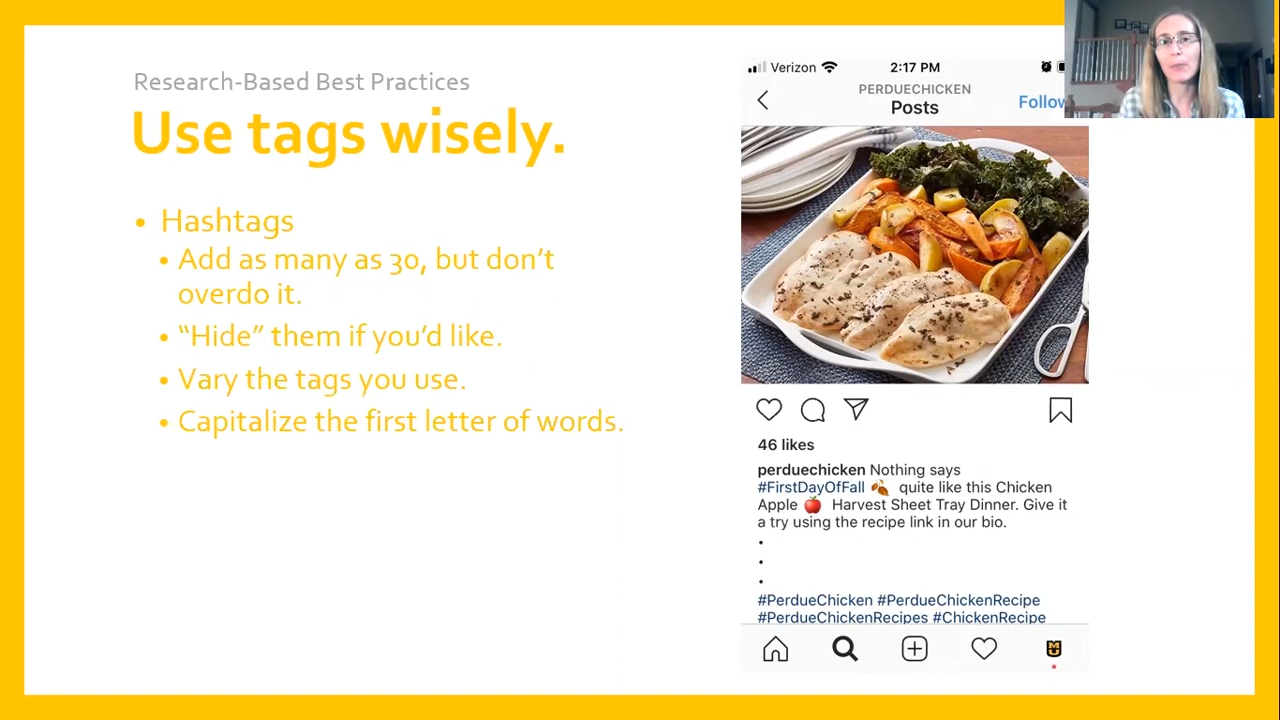 Research-Based Best Practices
Use tags wisely.
• Hashtags
• Add as many as 30, but don’t
overdo it.
• “Hide” them if you’d like.
• Vary the tags you use.
• Capitalize the first letter of words.
Verizon 2:17 PM
PERDUECHICKEN
Posts
Follow
46 likes
perduechicken Nothing says
#FirstDayOfFall 🍂 quite like this Chicken
Apple 🍎 Harvest Sheet Tray Dinner. Give it
a try using the recipe link in our bio.
•
•
•
#PerdueChicken #PerdueChickenRecipe
#PerdueChickenRecipes #ChickenRecipe
MU